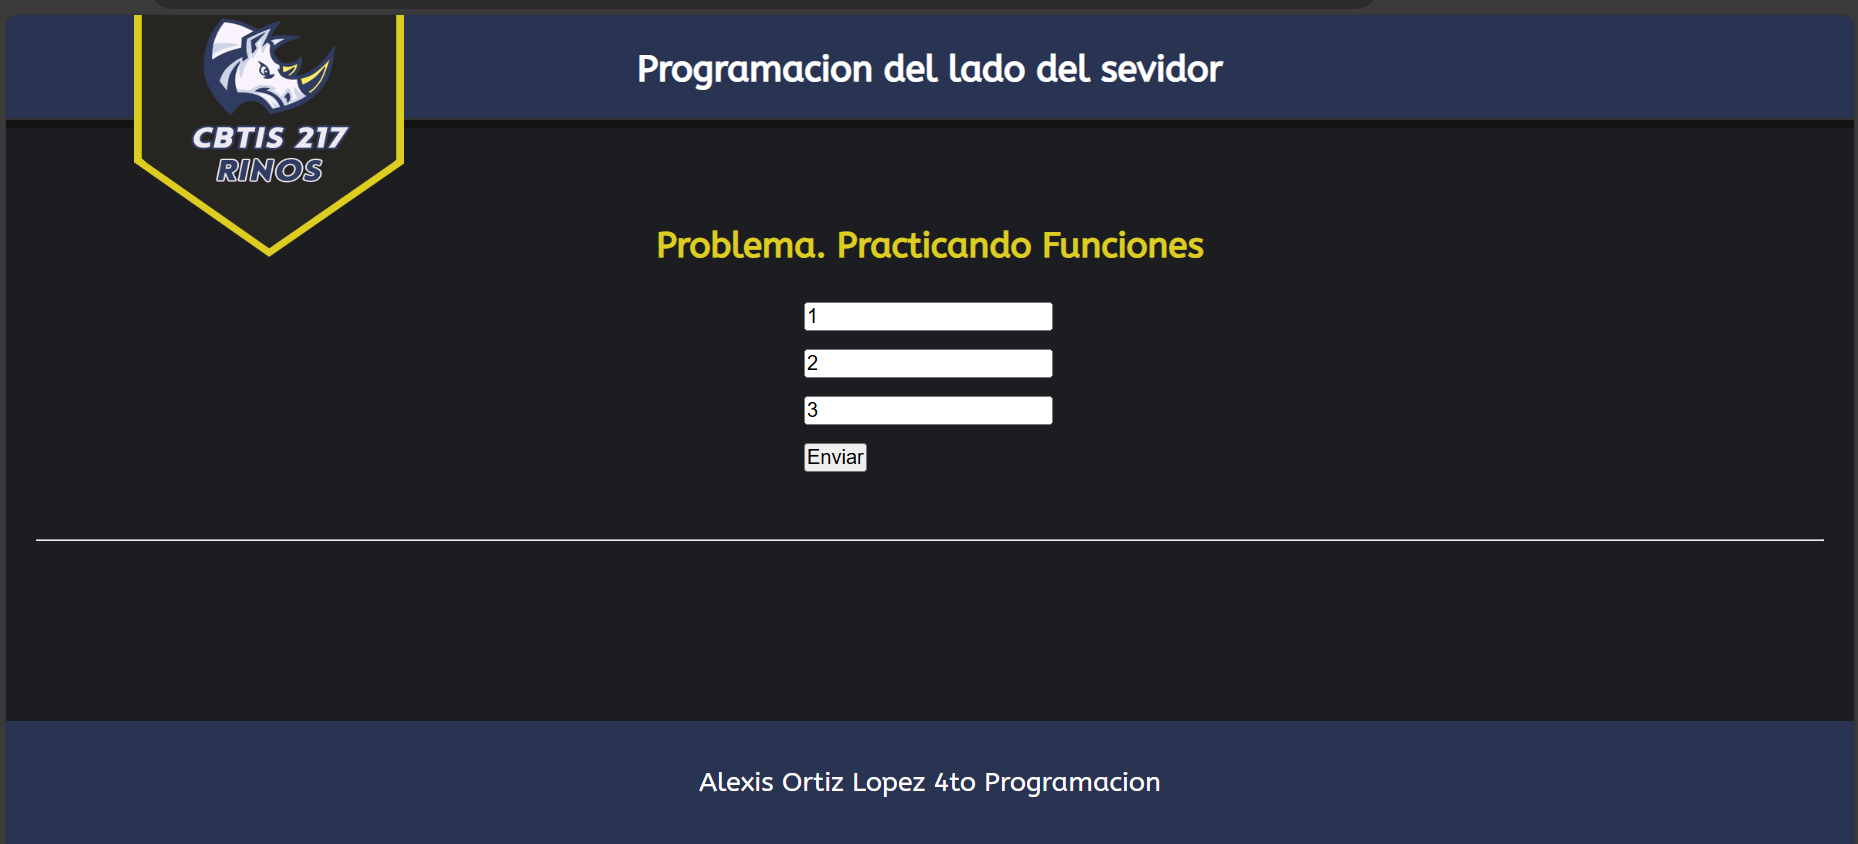 CBTIS 217
RINOS
Programacion del lado del sevidor
Problema. Practicando Funciones
1
2
3
Enviar
Alexis Ortiz Lopez 4to Programacion